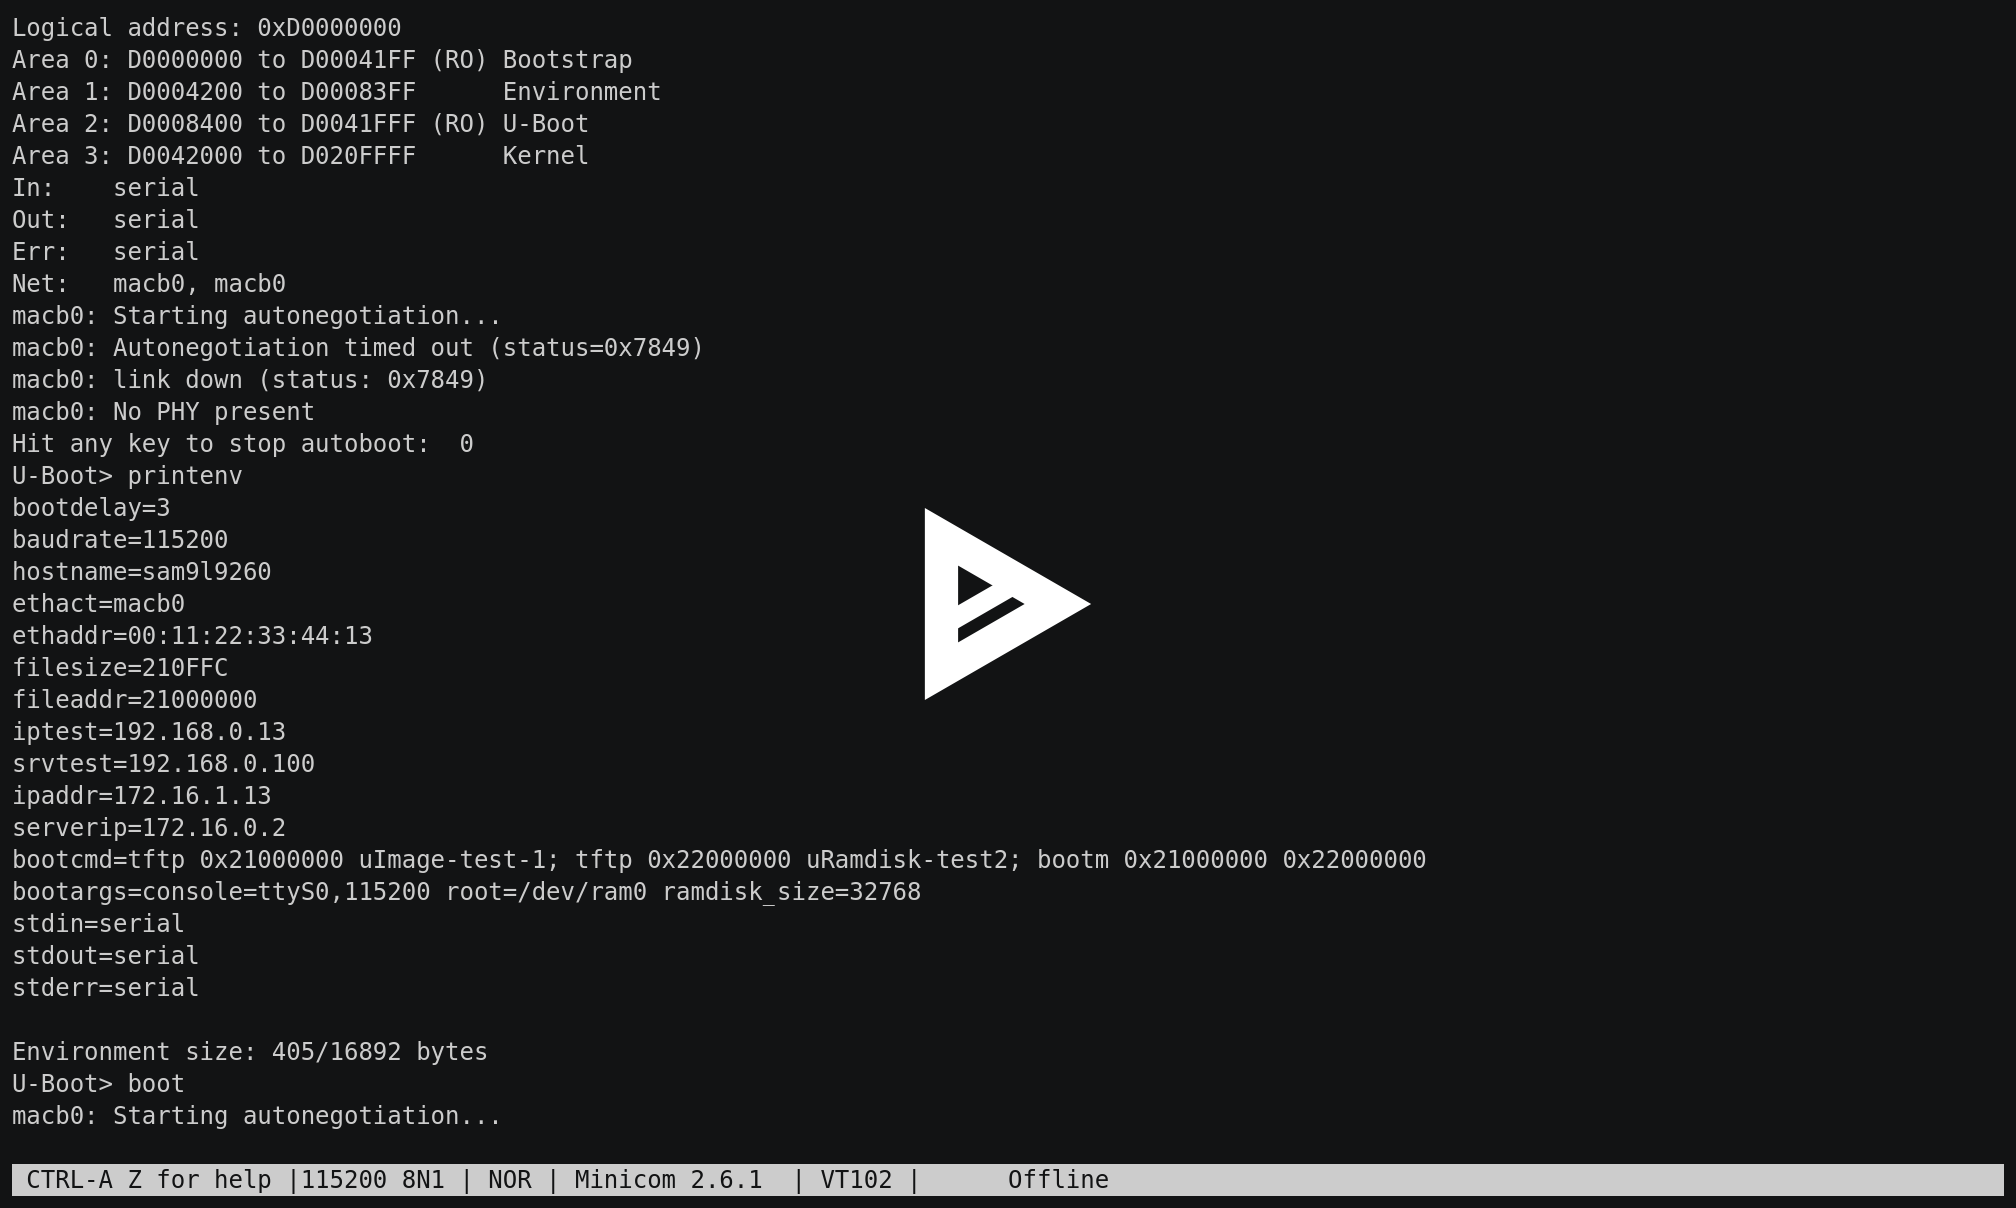 Logical address: 0xD0000000
Area 0: D0000000 to D00041FF (RO) Bootstrap
Area 1: D0004200 to D00083FF      Environment
Area 2: D0008400 to D0041FFF (RO) U-Boot
Area 3: D0042000 to D020FFFF      Kernel
In:    serial
Out:   serial
Err:   serial
Net:   macb0, macb0
macb0: Starting autonegotiation...
macb0: Autonegotiation timed out (status=0x7849)
macb0: link down (status: 0x7849)
macb0: No PHY present
Hit any key to stop autoboot:  0
U-Boot> printenv
bootdelay=3
baudrate=115200
hostname=sam9l9260
ethact=macb0
ethaddr=00:11:22:33:44:13
filesize=210FFC
fileaddr=21000000
iptest=192.168.0.13
srvtest=192.168.0.100
ipaddr=172.16.1.13
serverip=172.16.0.2
bootcmd=tftp 0x21000000 uImage-test-1; tftp 0x22000000 uRamdisk-test2; bootm 0x21000000 0x22000000
bootargs=console=ttyS0,115200 root=/dev/ram0 ramdisk_size=32768
stdin=serial
stdout=serial
stderr=serial

Environment size: 405/16892 bytes
U-Boot> boot
macb0: Starting autonegotiation...

CTRL-A Z for help |115200 8N1 | NOR | Minicom 2.6.1  | VT102 |      Offline